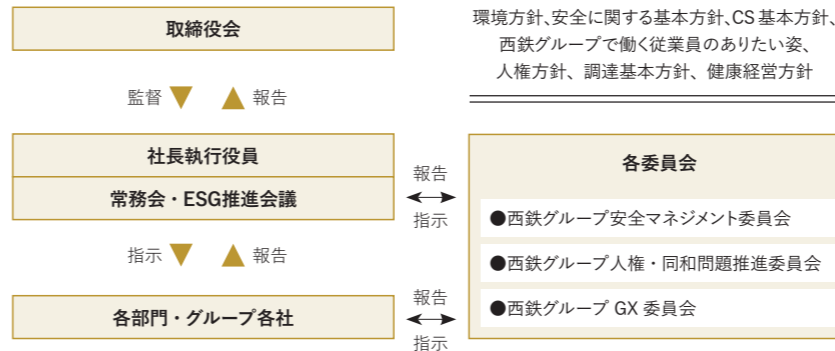 取締役会
監督 ▼ ▲ 報告
社長執行役員
常務会・ESG推進会議
指示 ▼ ▲ 報告
各部門・グループ各社
環境方針、安全に関する基本方針、CS基本方針、
西鉄グループで働く従業員のありたい姿、
人権方針、調達基本方針、健康経営方針
報告
指示
各委員会
●西鉄グループ安全マネジメント委員会
●西鉄グループ人権・同和問題推進委員会
●西鉄グループ GX 委員会
報告
指示